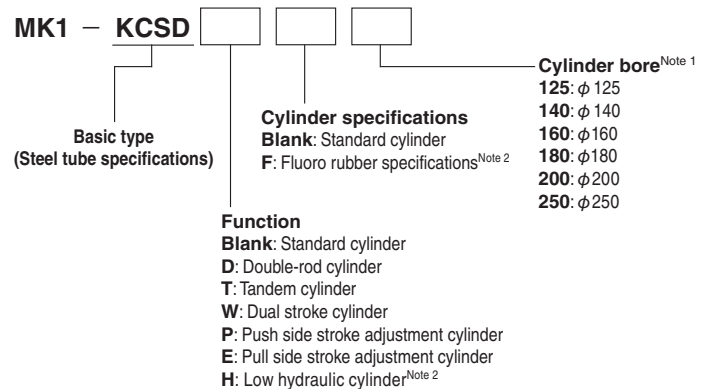 MK1 − KCSD
Cylinder bore Note 1
125: φ125
140: φ140
160: φ160
180: φ180
200: φ200
250: φ250
Cylinder specifications
Blank: Standard cylinder
F: Fluoro rubber specifications Note 2
Basic type
(Steel tube specifications)
Function
Blank: Standard cylinder
D: Double-rod cylinder
T: Tandem cylinder
W: Dual stroke cylinder
P: Push side stroke adjustment cylinder
E: Pull side stroke adjustment cylinder
H: Low hydraulic cylinder Note 2